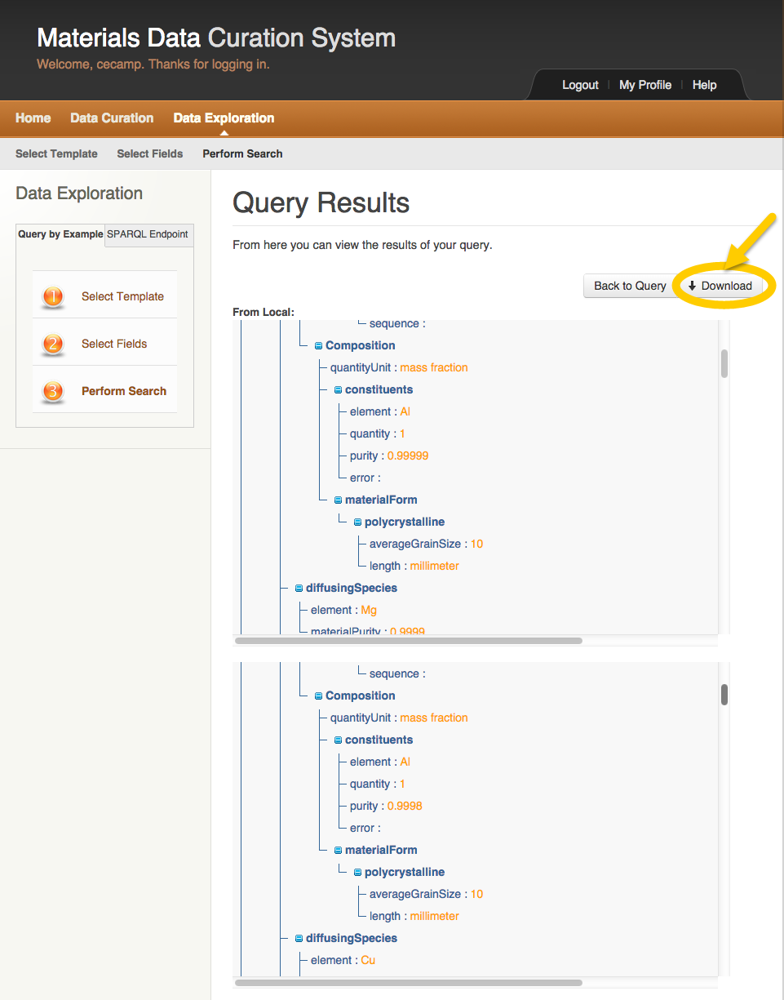 Materials Data Curation System
Welcome, cecamp. Thanks for logging in.
Logout | My Profile | Help
Home Data Curation Data Exploration
Select Template Select Fields Perform Search
Data Exploration
Query by Example SPARQL Endpoint
1 Select Template
2 Select Fields
3 Perform Search
Query Results
From here you can view the results of your query.
Back to Query Download
From Local:
sequence :
Composition
quantityUnit : mass fraction
constituents
element : Al
quantity : 1
purity : 0.99999
error :
materialForm
polycrystalline
averageGrainSize : 10
length : millimeter
diffusingSpecies
element : Mg
materialPurity : 0.9999
sequence :
Composition
quantityUnit : mass fraction
constituents
element : Al
quantity : 1
purity : 0.9998
error :
materialForm
polycrystalline
averageGrainSize : 10
length : millimeter
diffusingSpecies
element : Cu